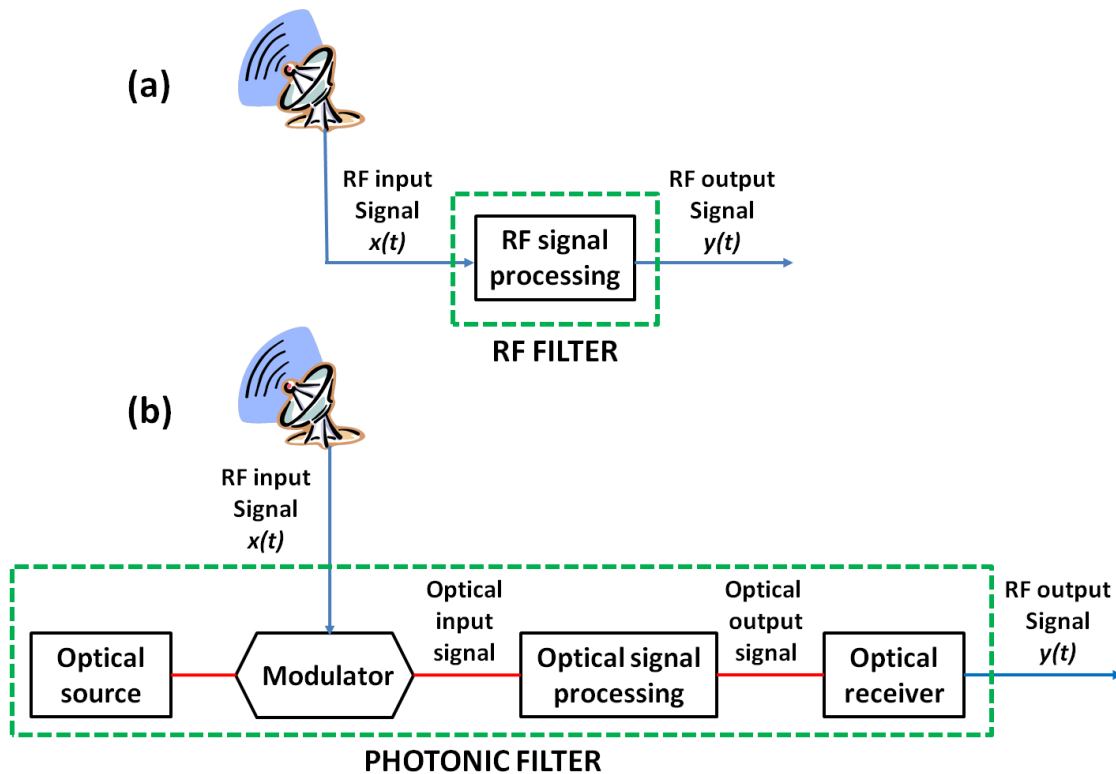 (a)
RF input
Signal
x(t)
RF signal
processing
RF output
Signal
y(t)
RF FILTER
(b)
RF input
Signal
x(t)
Optical
source
Modulator
Optical
input
signal
Optical signal
processing
Optical
output
signal
Optical
receiver
RF output
Signal
y(t)
PHOTONIC FILTER